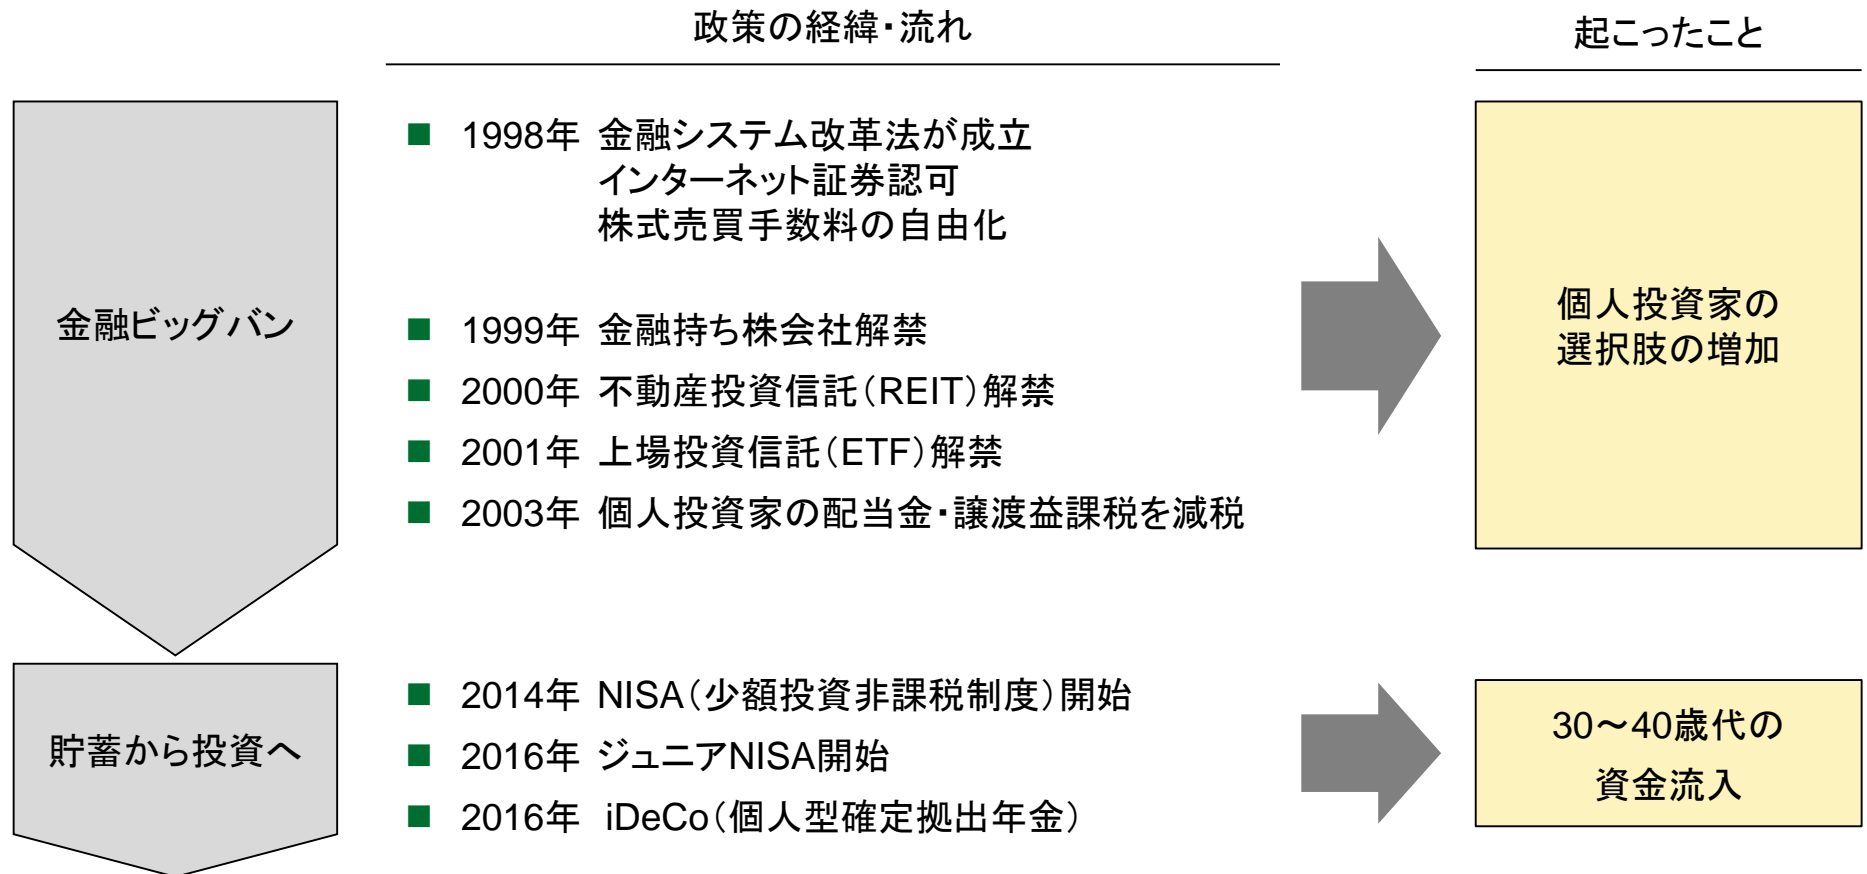 政策の経緯・流れ
起こったこと
金融ビッグバン
■ 1998年 金融システム改革法が成立
インターネット証券認可
株式売買手数料の自由化
■ 1999年 金融持ち株会社解禁
■ 2000年 不動産投資信託（REIT）解禁
■ 2001年 上場投資信託（ETF）解禁
■ 2003年 個人投資家の配当金・譲渡益課税を減税
個人投資家の
選択肢の増加
貯蓄から投資へ
■ 2014年 NISA（少額投資非課税制度）開始
■ 2016年 ジュニアNISA開始
■ 2016年 iDeCo（個人型確定拠出年金）
30～40歳代の
資金流入